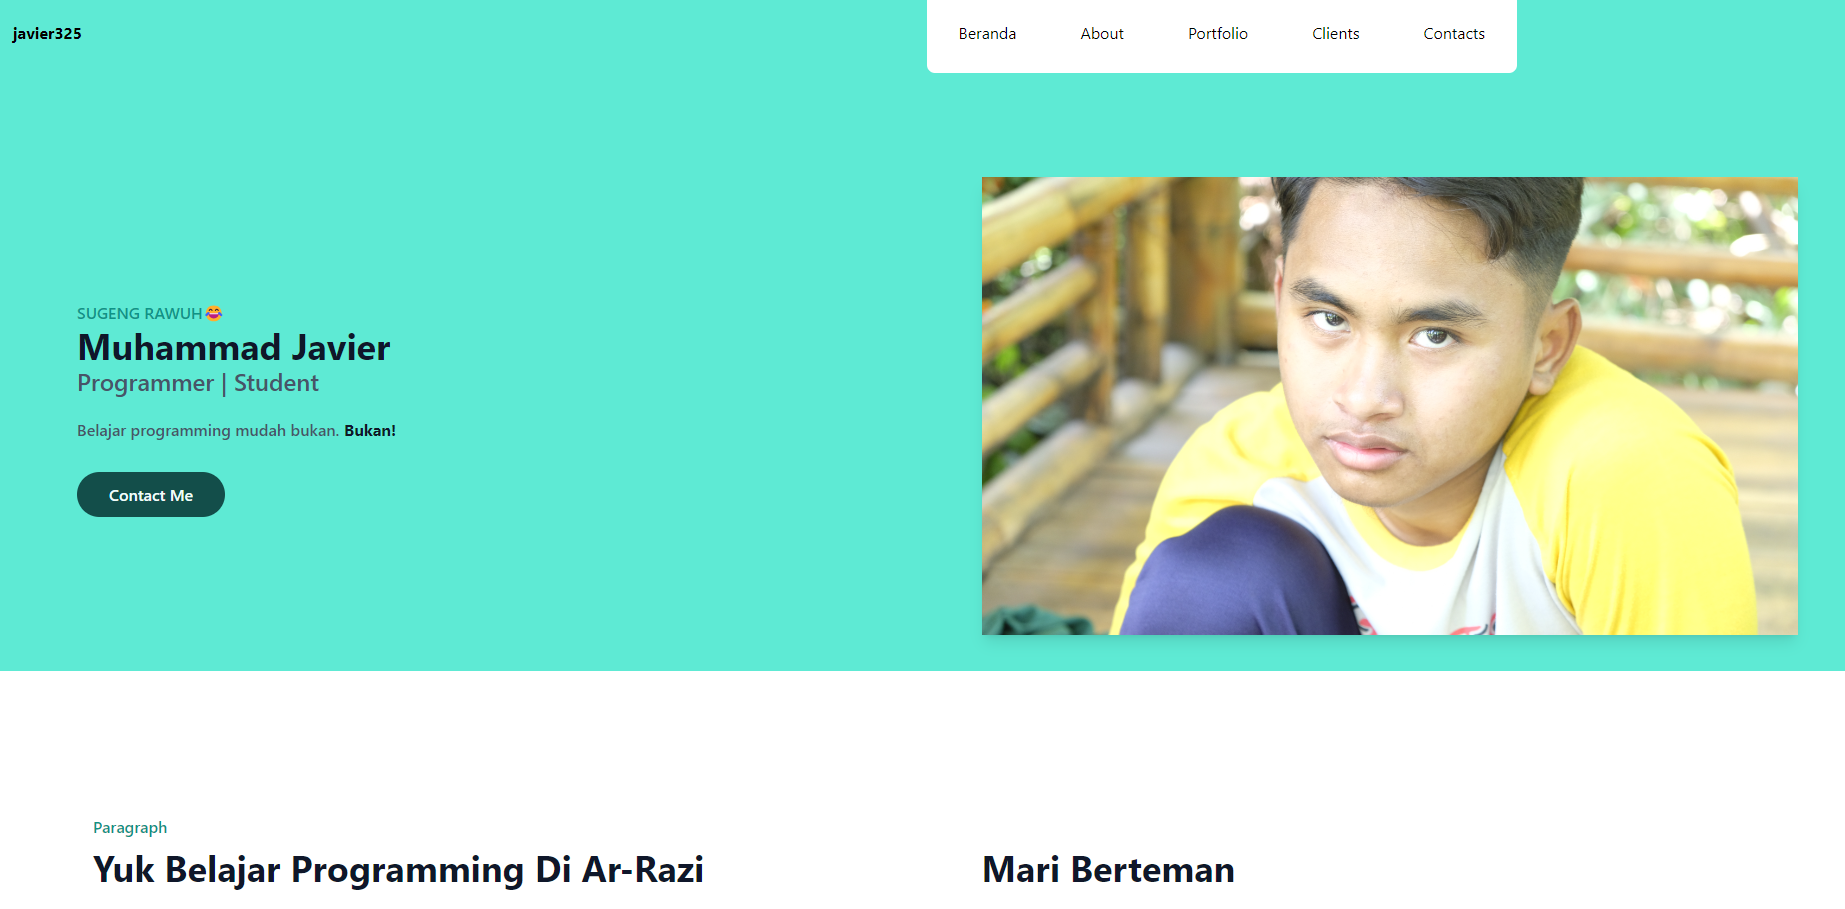 javier325
Beranda About Portfolio Clients Contacts
SUGENG RAWUH🤣
Muhammad Javier
Programmer | Student
Belajar programming mudah bukan. Bukan!
Contact Me
Paragraph
Yuk Belajar Programming Di Ar-Razi
Mari Berteman